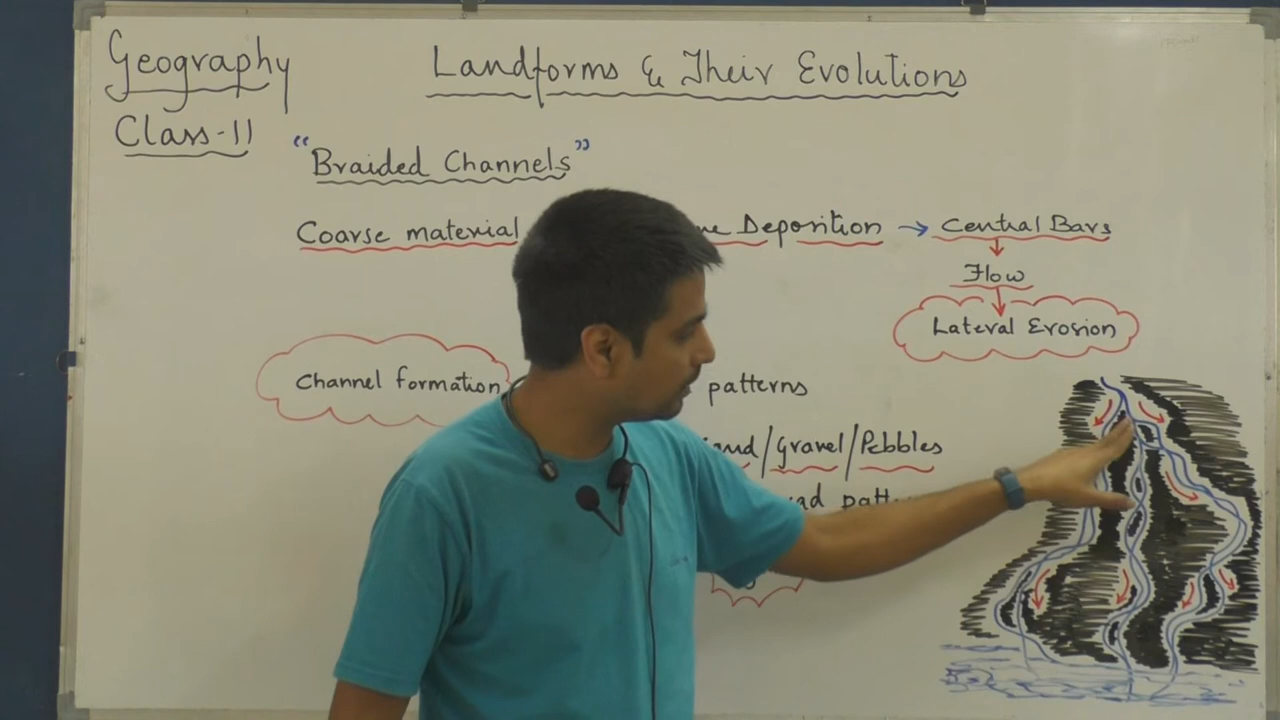 Geography
Class-11
Landforms & Their Evolutions
"Braided Channels"
Coarse material Deposition → Central Bars
Flow
Lateral Erosion
Channel formation patterns
/Gravel/Pebbles